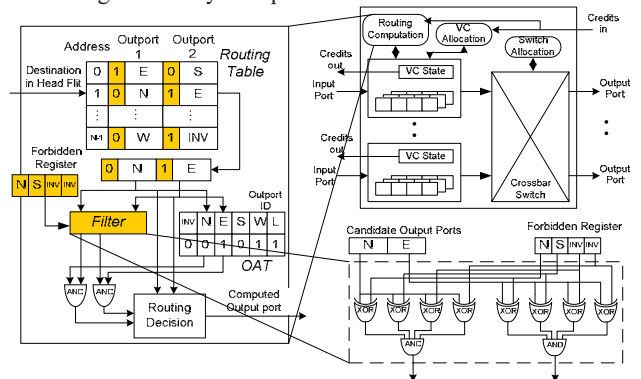 Address
Outport 1
Outport 2
Routing Table
Destination in Head Flit
0 1 E 0 S
1 0 N 1 E
N-1 0 W 1 INV
Forbidden Register
0 N 1 E
N S INV INV
Filter
Outport ID
INV N E S W L
0 0 1 0 1 1
OAT
AND AND
Routing Decision
Computed Output port
Routing Computation
VC Allocation
Switch Allocation
Credits in
Credits out
VC State
Input Port
Output Port
Credits out
VC State
Input Port
Crossbar Switch
Output Port
Candidate Output Ports
Forbidden Register
N E
N S INV INV
XOR XOR XOR XOR XOR XOR XOR XOR
AND AND